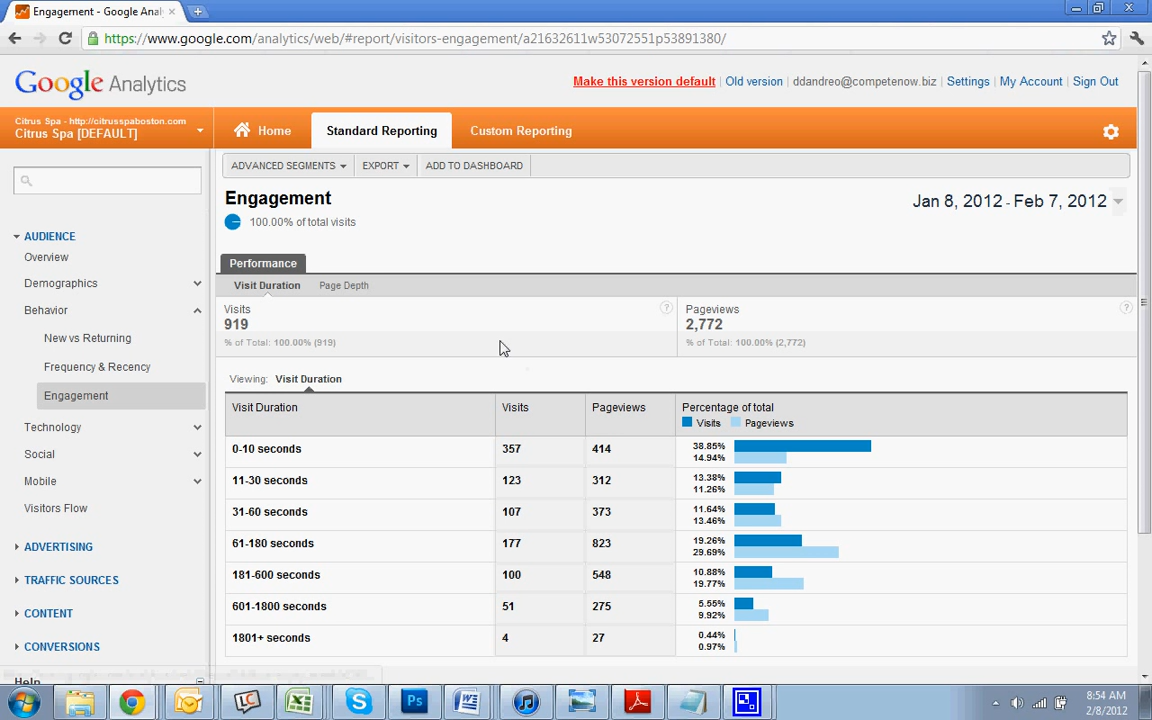 Engagement - Google Anal
https://www.google.com/analytics/web/#report/visitors-engagement/a21632611w53072551p53891380/
Google Analytics
Make this version default Old version ddandreo@competenow.biz Settings My Account Sign Out
Citrus Spa - http://citrusspaboston.com
Citrus Spa [DEFAULT]
Home Standard Reporting Custom Reporting
ADVANCED SEGMENTS EXPORT ADD TO DASHBOARD
Engagement
Jan 8, 2012 - Feb 7, 2012
100.00% of total visits
AUDIENCE
Overview
Demographics
Behavior
New vs Returning
Frequency & Recency
Engagement
Technology
Social
Mobile
Visitors Flow
ADVERTISING
TRAFFIC SOURCES
CONTENT
CONVERSIONS
Help
Performance
Visit Duration Page Depth
Visits
919
% of Total: 100.00% (919)
Pageviews
2,772
% of Total: 100.00% (2,772)
Viewing: Visit Duration
Visit Duration Visits Pageviews Percentage of total
Visits Pageviews
0-10 seconds 357 414 38.85%
14.94%
11-30 seconds 123 312 13.38%
11.26%
31-60 seconds 107 373 11.64%
13.46%
61-180 seconds 177 823 19.26%
29.69%
181-600 seconds 100 548 10.88%
19.77%
601-1800 seconds 51 275 5.55%
9.92%
1801+ seconds 4 27 0.44%
0.97%
8:54 AM
2/8/2012